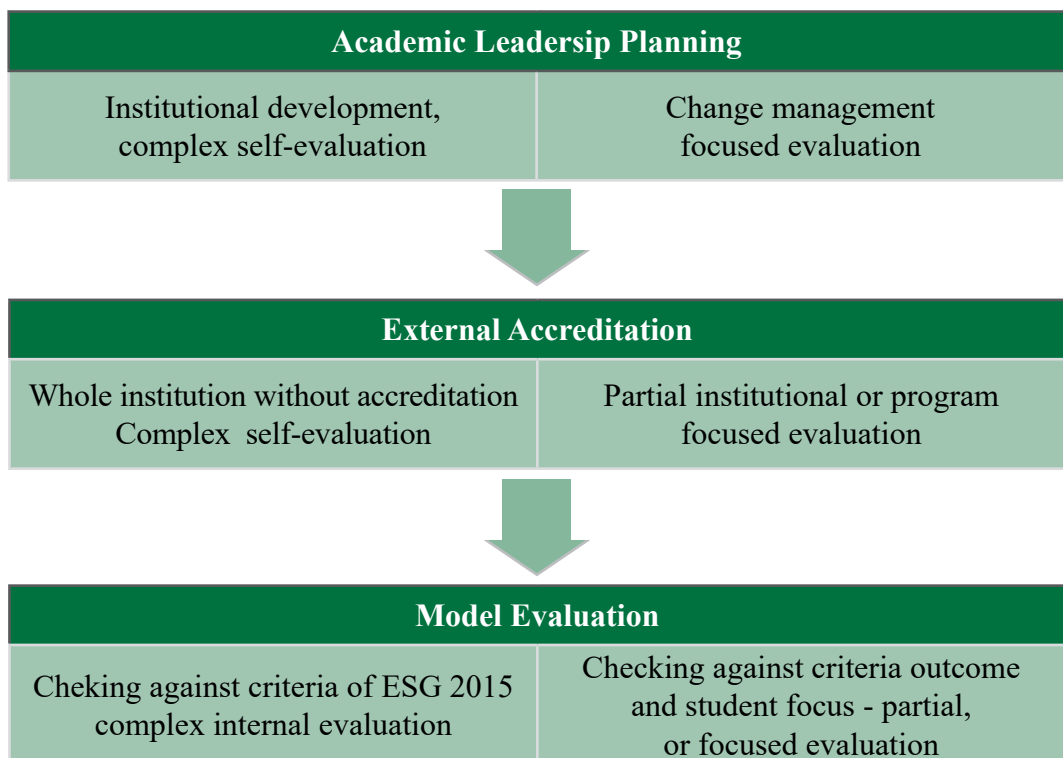 Academic Leadersip Planning
Institutional development,
complex self-evaluation
Change management
focused evaluation
External Accreditation
Whole institution without accreditation
Complex self-evaluation
Partial institutional or program
focused evaluation
Model Evaluation
Cheking against criteria of ESG 2015
complex internal evaluation
Checking against criteria outcome
and student focus - partial,
or focused evaluation